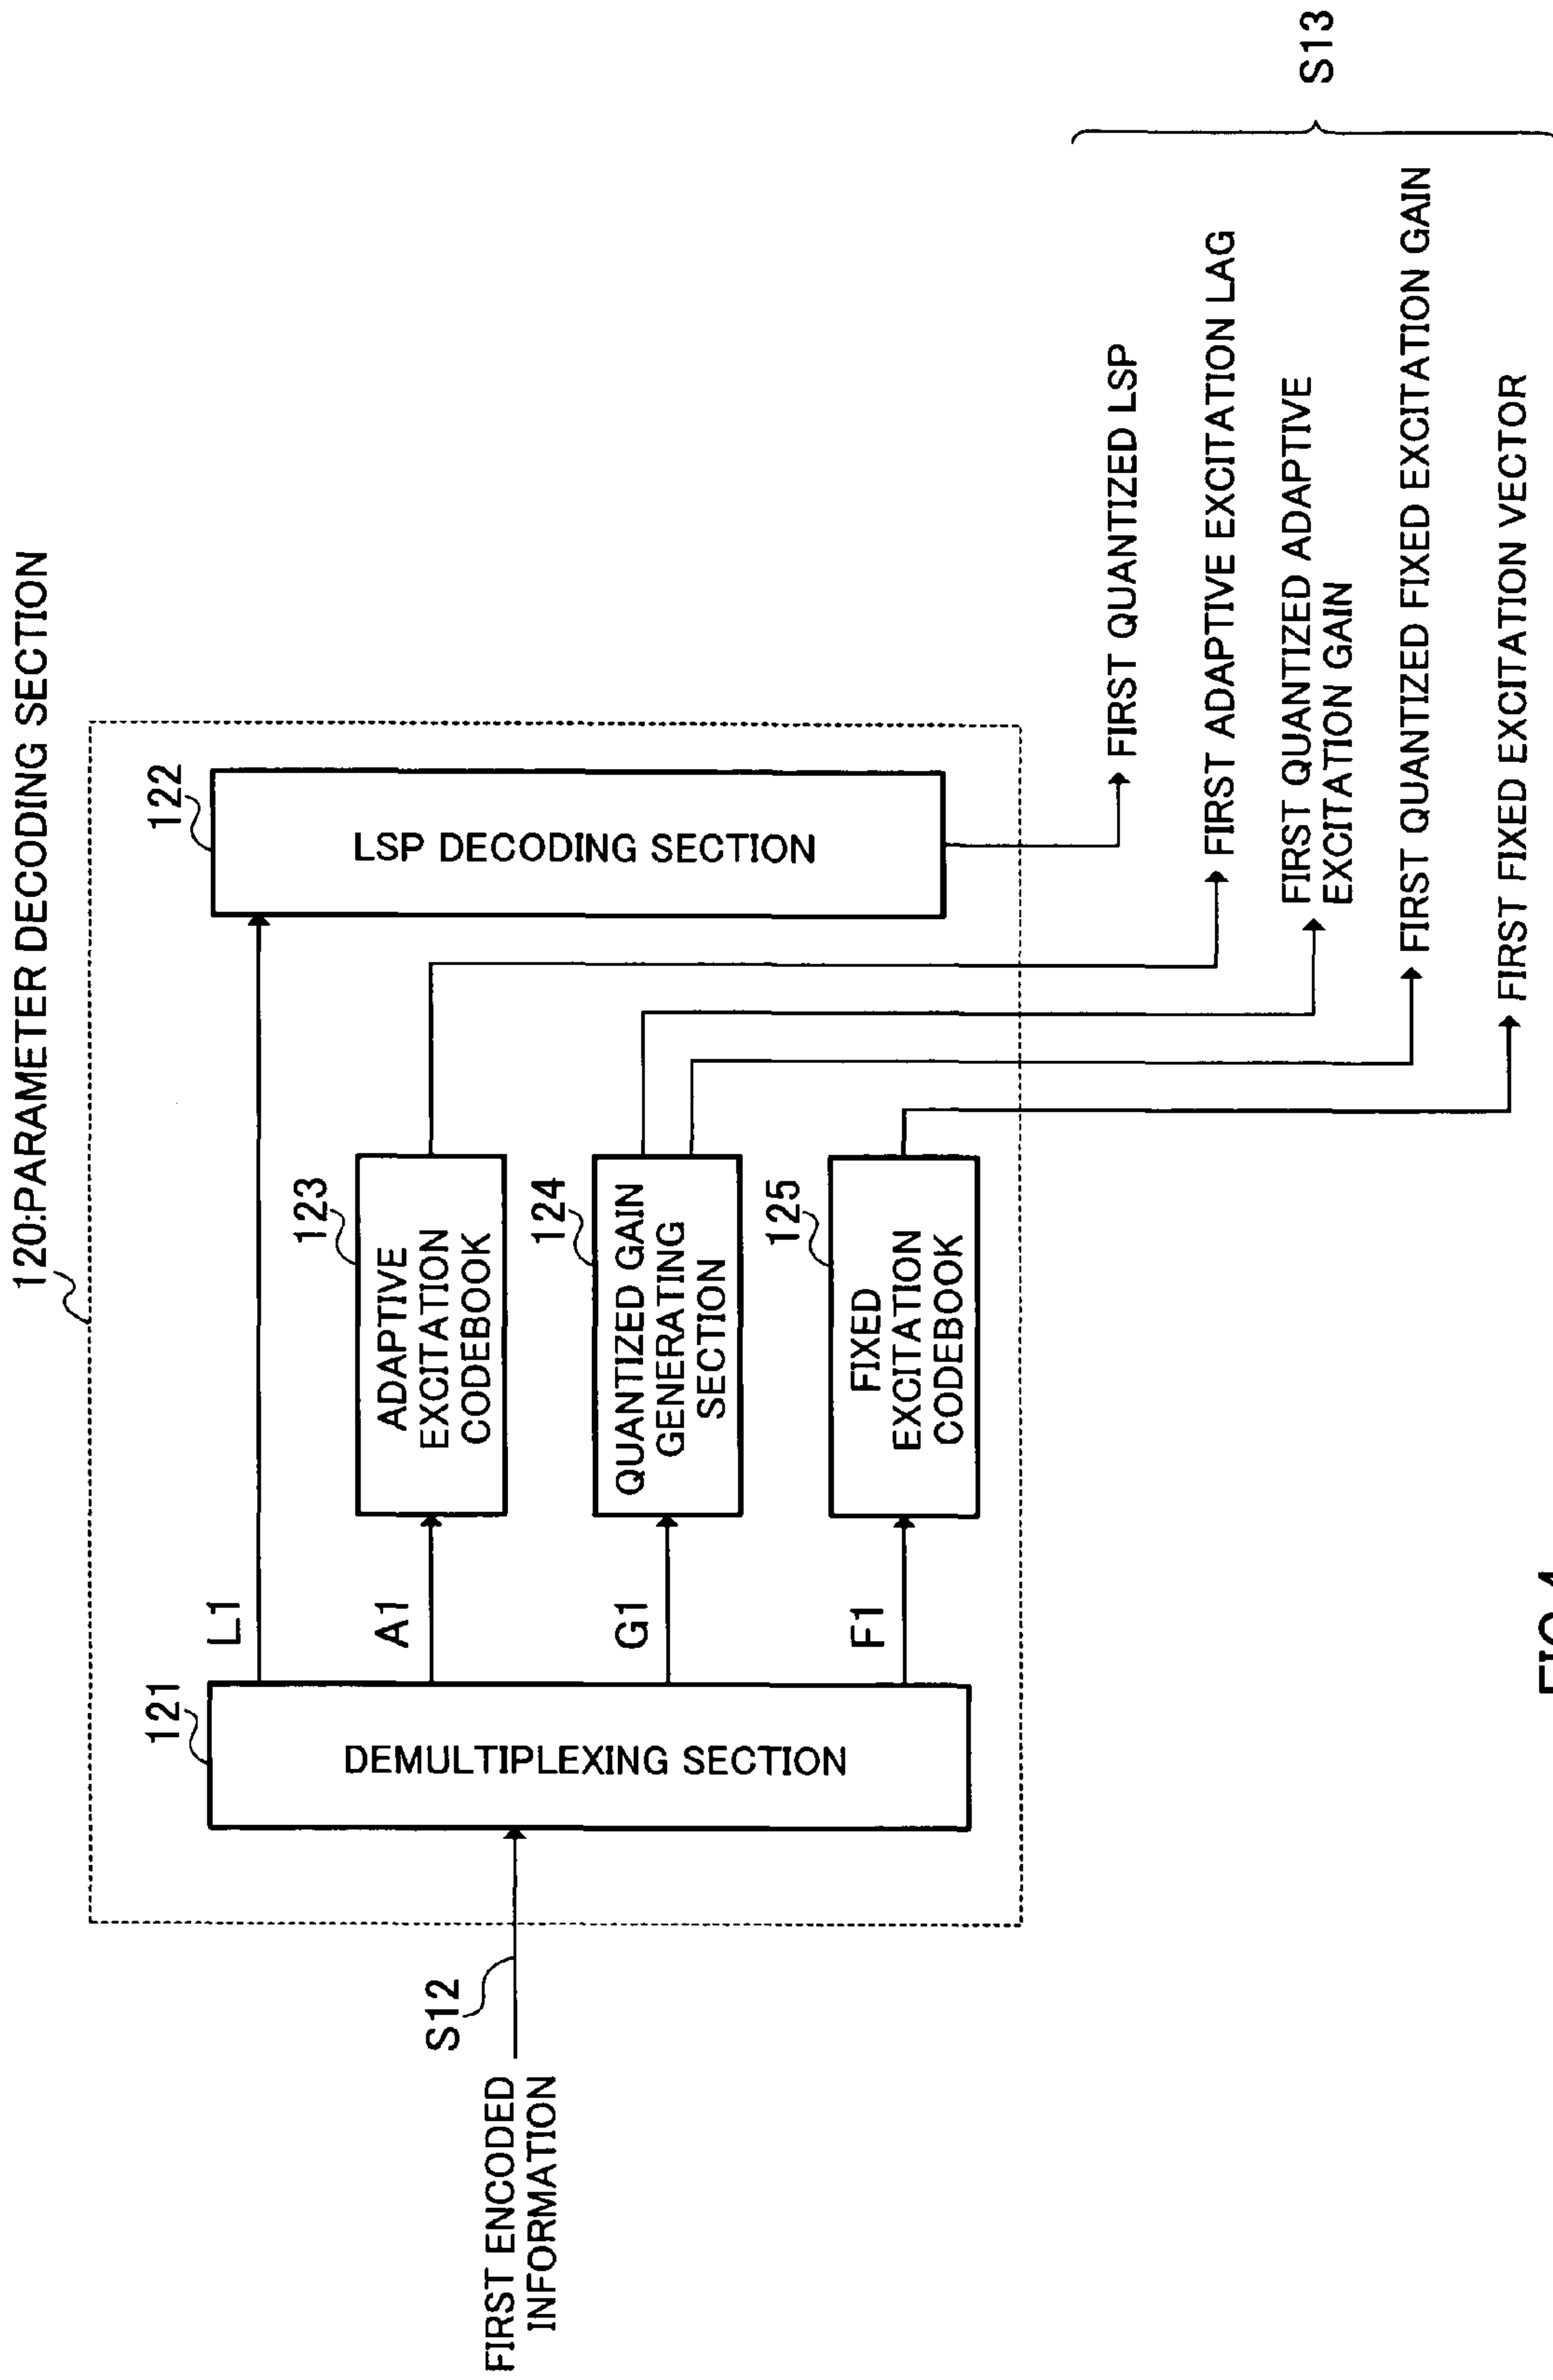 120:PARAMETER DECODING SECTION
122
LSP DECODING SECTION
L1
123
ADAPTIVE
EXCITATION
CODEBOOK
A1
124
QUANTIZED GAIN
GENERATING
SECTION
G1
125
FIXED
EXCITATION
CODEBOOK
F1
121
DEMULTIPLEXING SECTION
S12
FIRST ENCODED
INFORMATION
FIRST QUANTIZED LSP
FIRST ADAPTIVE EXCITATION LAG
FIRST QUANTIZED ADAPTIVE
EXCITATION GAIN
FIRST QUANTIZED FIXED EXCITATION GAIN
FIRST FIXED EXCITATION VECTOR
S13